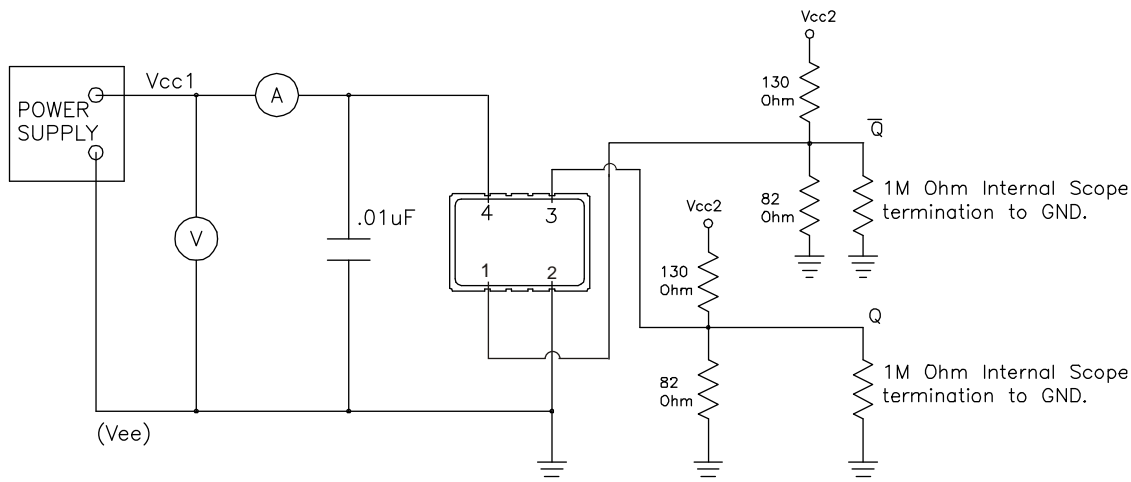 Vcc2
130
Ohm
Q
82
Ohm
1M Ohm Internal Scope
termination to GND.
POWER
SUPPLY
Vcc1
A
V
.01uF
4
3
1
2
Vcc2
130
Ohm
Q
82
Ohm
1M Ohm Internal Scope
termination to GND.
(Vee)